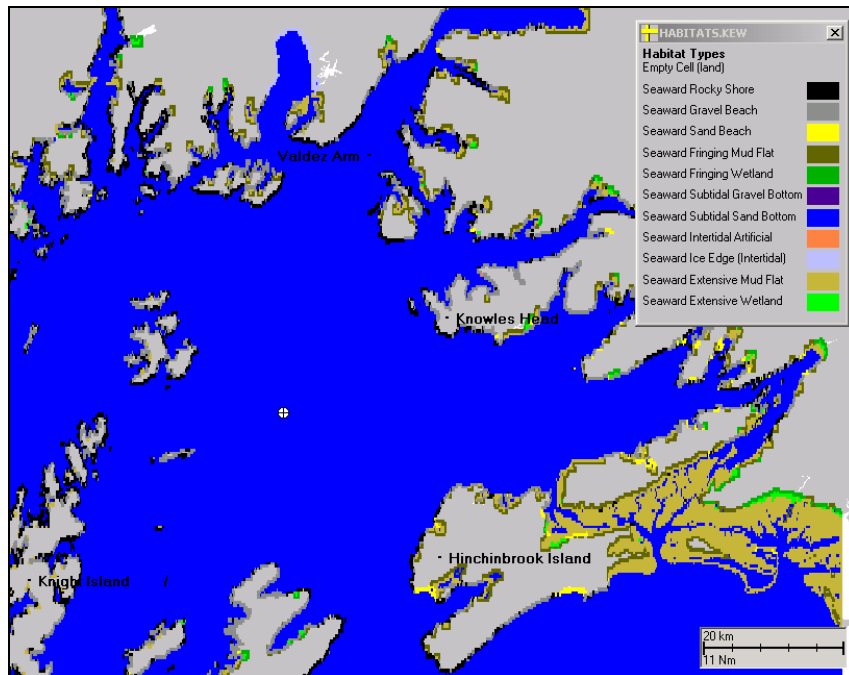 HABITATS.KEW
Habitat Types
Empty Cell (land)
Seaward Rocky Shore
Seaward Gravel Beach
Seaward Sand Beach
Seaward Fringing Mud Flat
Seaward Fringing Wetland
Seaward Subtidal Gravel Bottom
Seaward Subtidal Sand Bottom
Seaward Intertidal Artificial
Seaward Ice Edge (Intertidal)
Seaward Extensive Mud Flat
Seaward Extensive Wetland
Valdez Arm
Knowles Head
Hinchinbrook Island
Knight Island
20 km
11 Nm